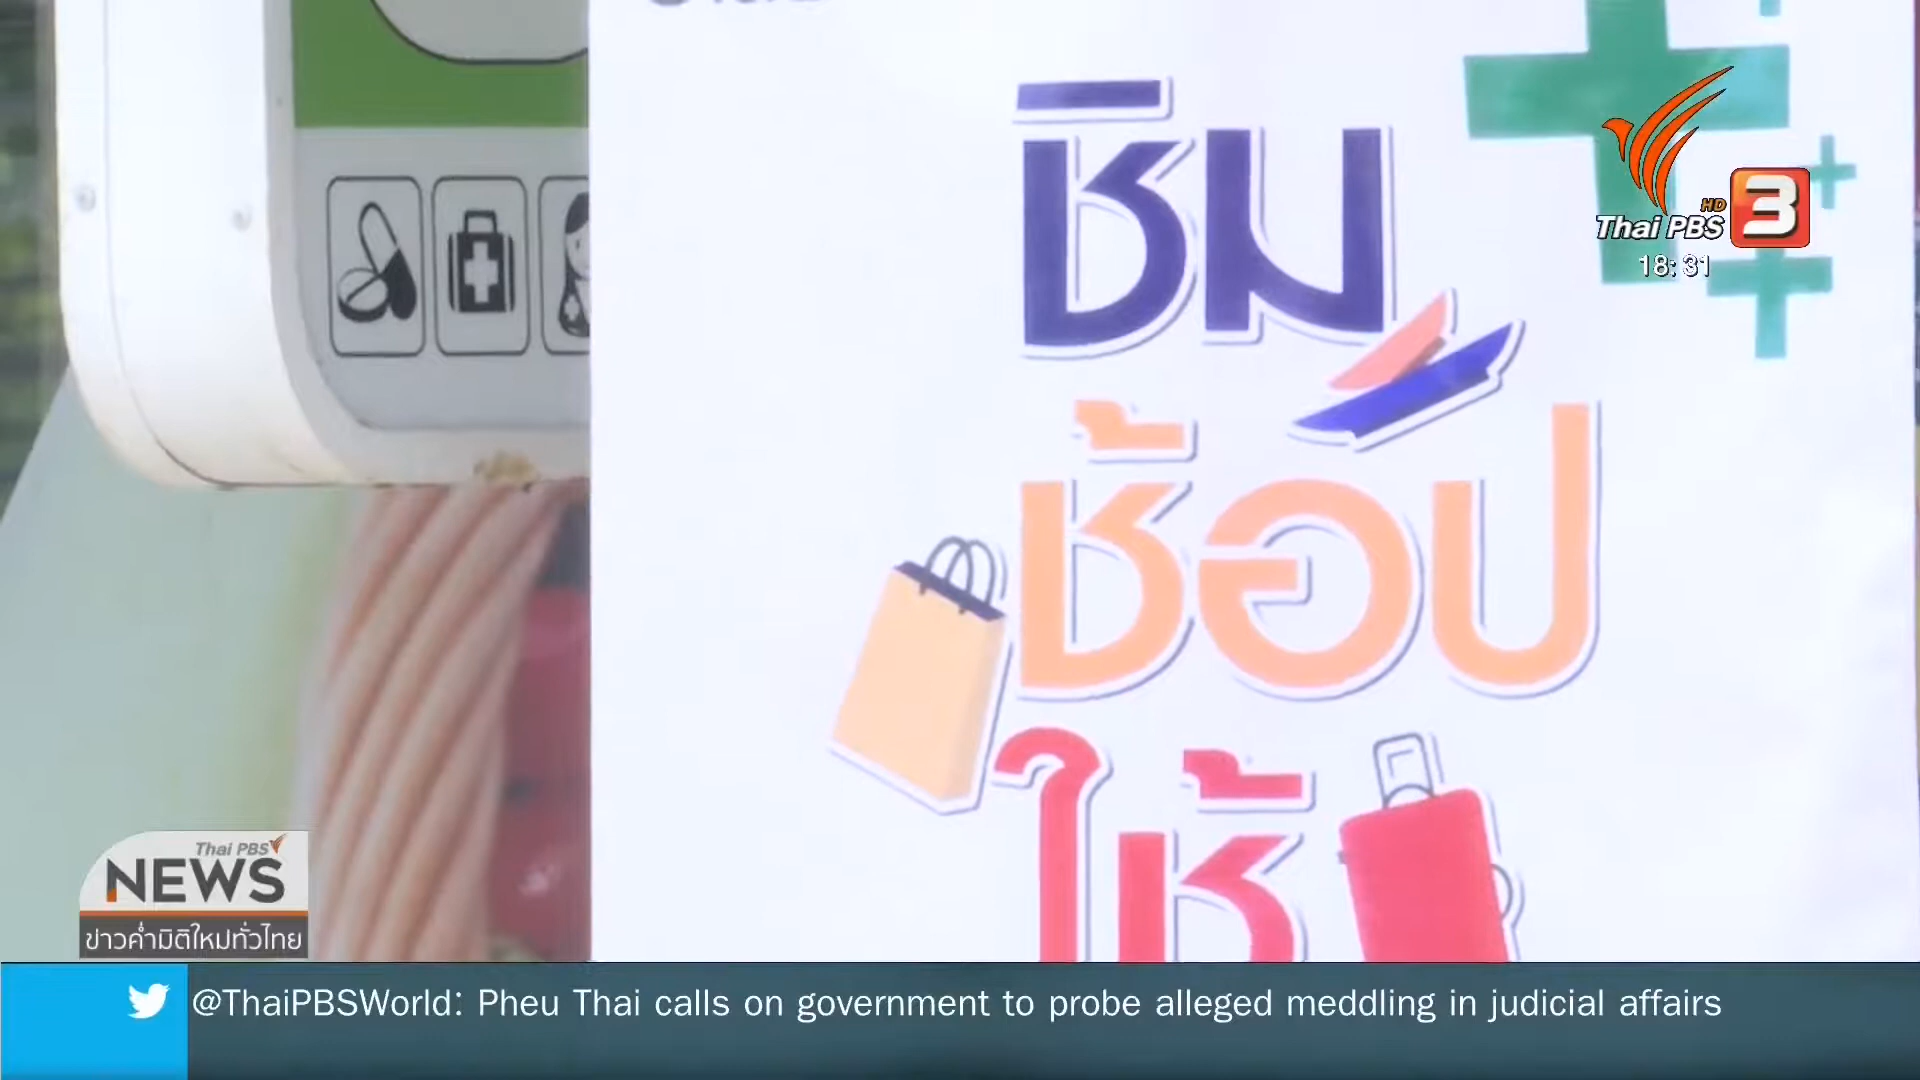 ชิม
ช้อป
ใช้
HD
Thai PBS 3
18:31
Thai PBS
NEWS
ข่าวค่ำมิติใหม่ทั่วไทย
@ThaiPBSWorld: Pheu Thai calls on government to probe alleged meddling in judicial affairs